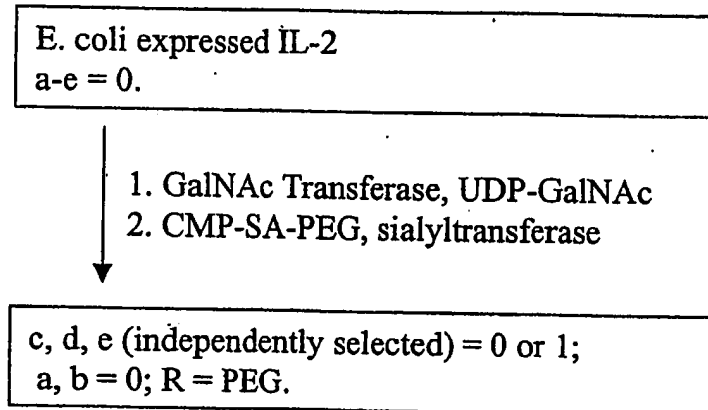 E. coli expressed IL-2
a-e = 0.
1. GalNAc Transferase, UDP-GalNAc
2. CMP-SA-PEG, sialyltransferase
c, d, e (independently selected) = 0 or 1;
a, b = 0; R = PEG.